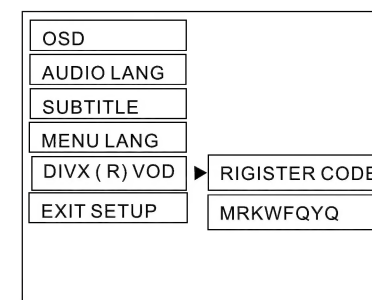 OSD
AUDIO LANG
SUBTITLE
MENU LANG
DIVX ( R) VOD
RIGISTER CODE
EXIT SETUP
MRKWFQYQ